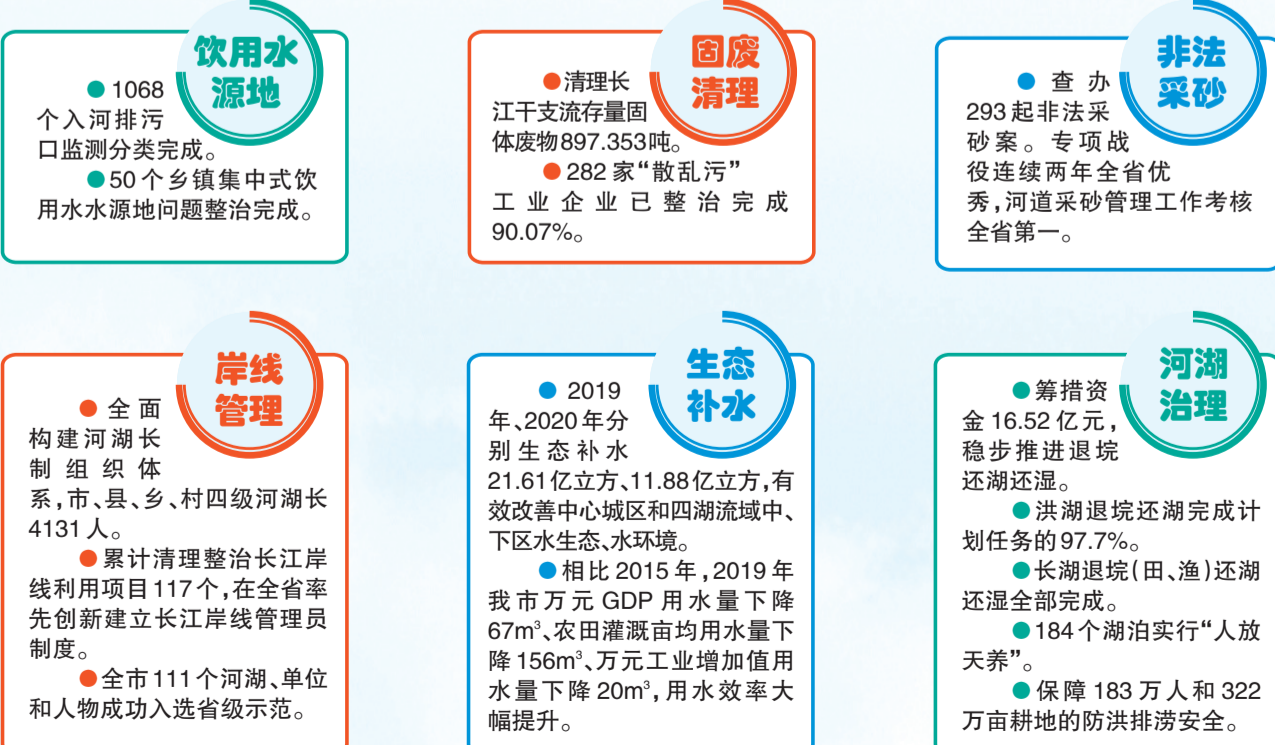 饮用水
源地
●1068
个入河排污
口监测分类完成。
●50个乡镇集中式饮
用水水源地问题整治完成。
固废
清理
●清理长
江干支流存量固
体废物897.353吨。
●282家“散乱污”
工业企业已整治完成
90.07%。
非法
采砂
●查办
293起非法采
砂案。专项战
役连续两年全省优
秀,河道采砂管理工作考核
全省第一。
岸线
管理
●全面
构建河湖长
制组织体
系,市、县、乡、村四级河湖长
4131人。
●累计清理整治长江岸
线利用项目117个,在全省率
先创新建立长江岸线管理员
制度。
●全市111个河湖、单位
和人物成功入选省级示范。
生态
补水
●2019
年、2020年分
别生态补水
21.61亿立方、11.88亿立方,有
效改善中心城区和四湖流域中、
下区水生态、水环境。
●相比2015年,2019年
我市万元GDP用水量下降
67m³、农田灌溉亩均用水量下
降156m³、万元工业增加值用
水量下降20m³,用水效率大
幅提升。
河湖
治理
●筹措资
金16.52亿元,
稳步推进退垸
还湖还湿。
●洪湖退垸还湖完成计
划任务的97.7%。
●长湖退垸(田、渔)还湖
还湿全部完成。
●184个湖泊实行“人放
天养”。
●保障183万人和322
万亩耕地的防洪排涝安全。